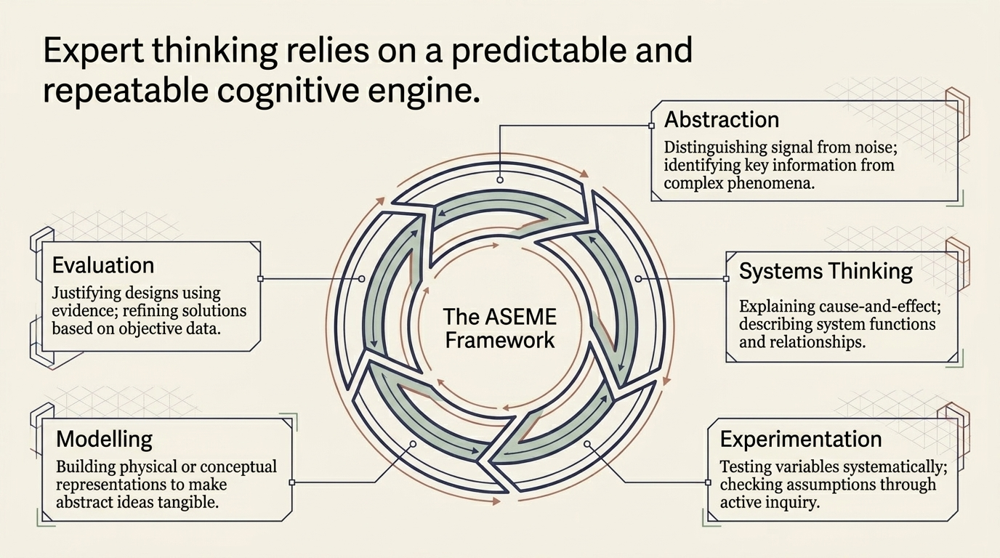 Expert thinking relies on a predictable and
repeatable cognitive engine.
Abstraction
Distinguishing signal from noise;
identifying key information from
complex phenomena.
Systems Thinking
Explaining cause-and-effect;
describing system functions
and relationships.
Experimentation
Testing variables systematically;
checking assumptions through
active inquiry.
Modelling
Building physical or conceptual
representations to make
abstract ideas tangible.
Evaluation
Justifying designs using
evidence; refining solutions
based on objective data.
The ASEME
Framework